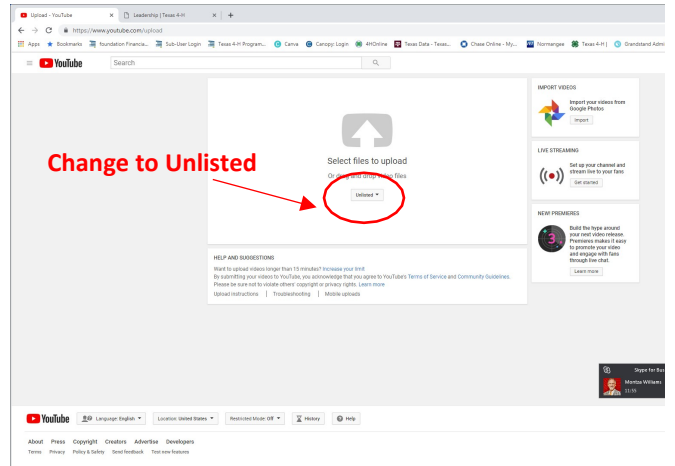 Upload - YouTube
Leadership | Texas 4-H
https://www.youtube.com/upload
Apps Bookmarks foundation Financia... Sub-User Login Texas 4-H Program... Canva Canopy: Login 4HOnline Texas Data - Texas... Chase Online - My... Normangee Texas 4-H | Grandstand Admi
YouTube Search
IMPORT VIDEOS
Import your videos from
Google Photos
Import
Change to Unlisted
Select files to upload
Or drag and drop video files
Unlisted
LIVE STREAMING
Set up your channel and
stream live to your fans
Get started
NEW! PREMIERES
Build the hype around
your next video release.
Premieres makes it easy
to promote your video
and engage with fans
through live chat.
Learn more
3
HELP AND SUGGESTIONS
Want to upload videos longer than 15 minutes? Increase your limit
By submitting your videos to YouTube, you acknowledge that you agree to YouTube's Terms of Service and Community Guidelines.
Please be sure not to violate others' copyright or privacy rights. Learn more
Upload instructions | Troubleshooting | Mobile uploads
Skype for Bus
Montza Williams
11:55
YouTube Language: English Location: United States Restricted Mode: Off History Help
About Press Copyright Creators Advertise Developers
Terms Privacy Policy & Safety Send feedback Test new features